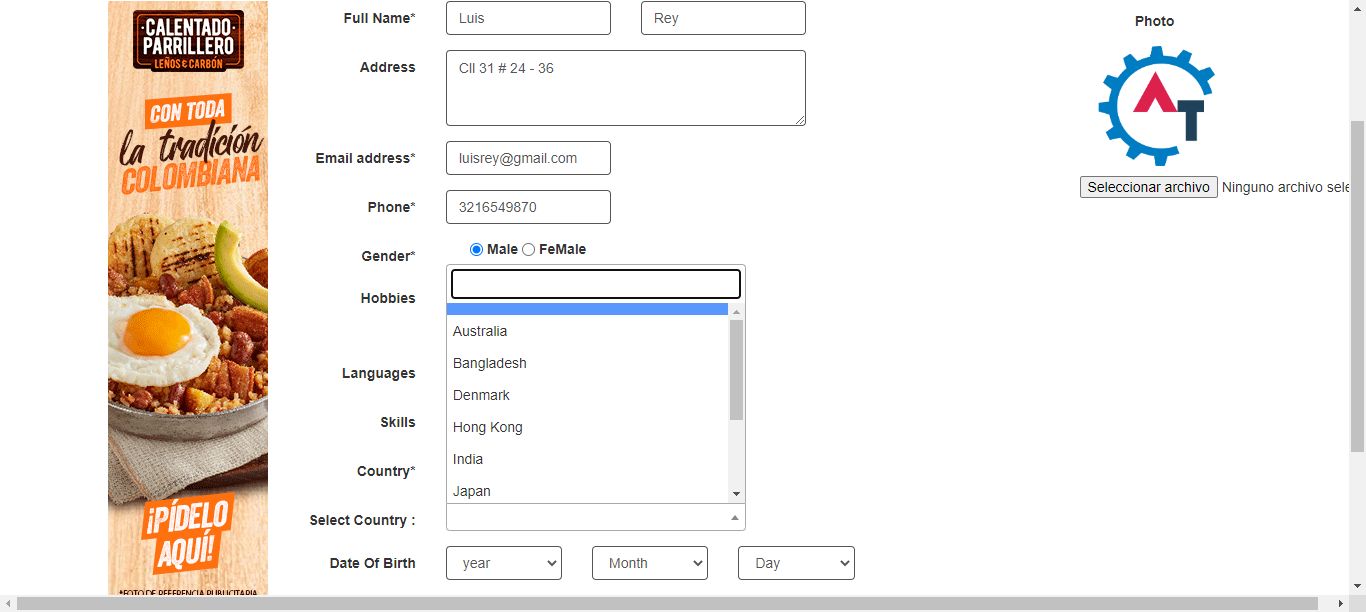 CALENTADO
PARRILLERO
LEÑOS & CARBÓN
CON TODA
la tradición
COLOMBIANA
¡PÍDELO
AQUÍ!
*FOTO DE REFERENCIA PUBLICITARIA
Full Name* Luis Rey
Address Cll 31 # 24 - 36
Email address* luisrey@gmail.com
Phone* 3216549870
Gender* Male FeMale
Hobbies
Australia
Bangladesh
Languages
Denmark
Skills
Hong Kong
India
Country*
Japan
Select Country :
Date Of Birth year Month Day
Photo
AT
Seleccionar archivo Ninguno archivo sele